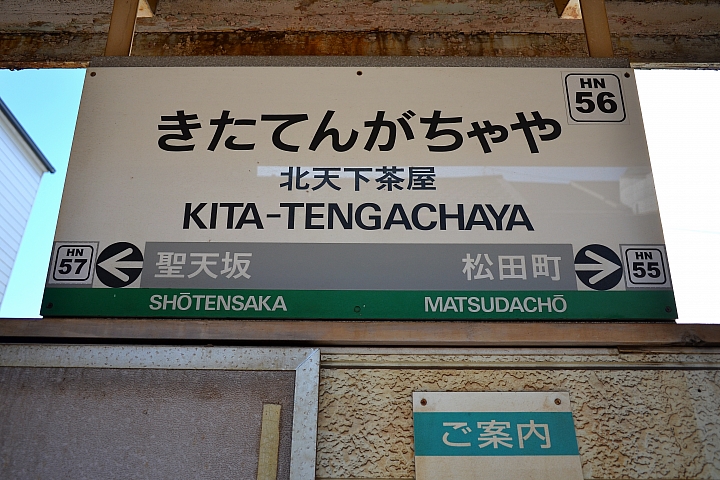 HN
56
きたてんがちゃや
北天下茶屋
KITA-TENGACHAYA
HN
57
聖天坂
松田町
HN
55
SHŌTENSAKA
MATSUDACHŌ
ご案内